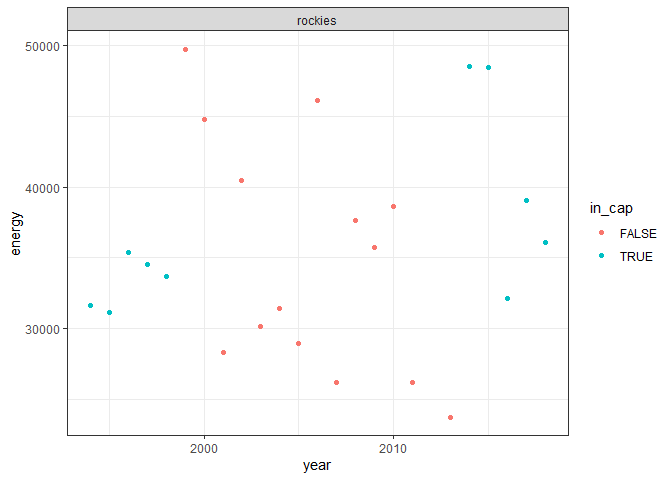 rockies
50000
40000
30000
energy
2000
2010
year
in_cap
FALSE
TRUE